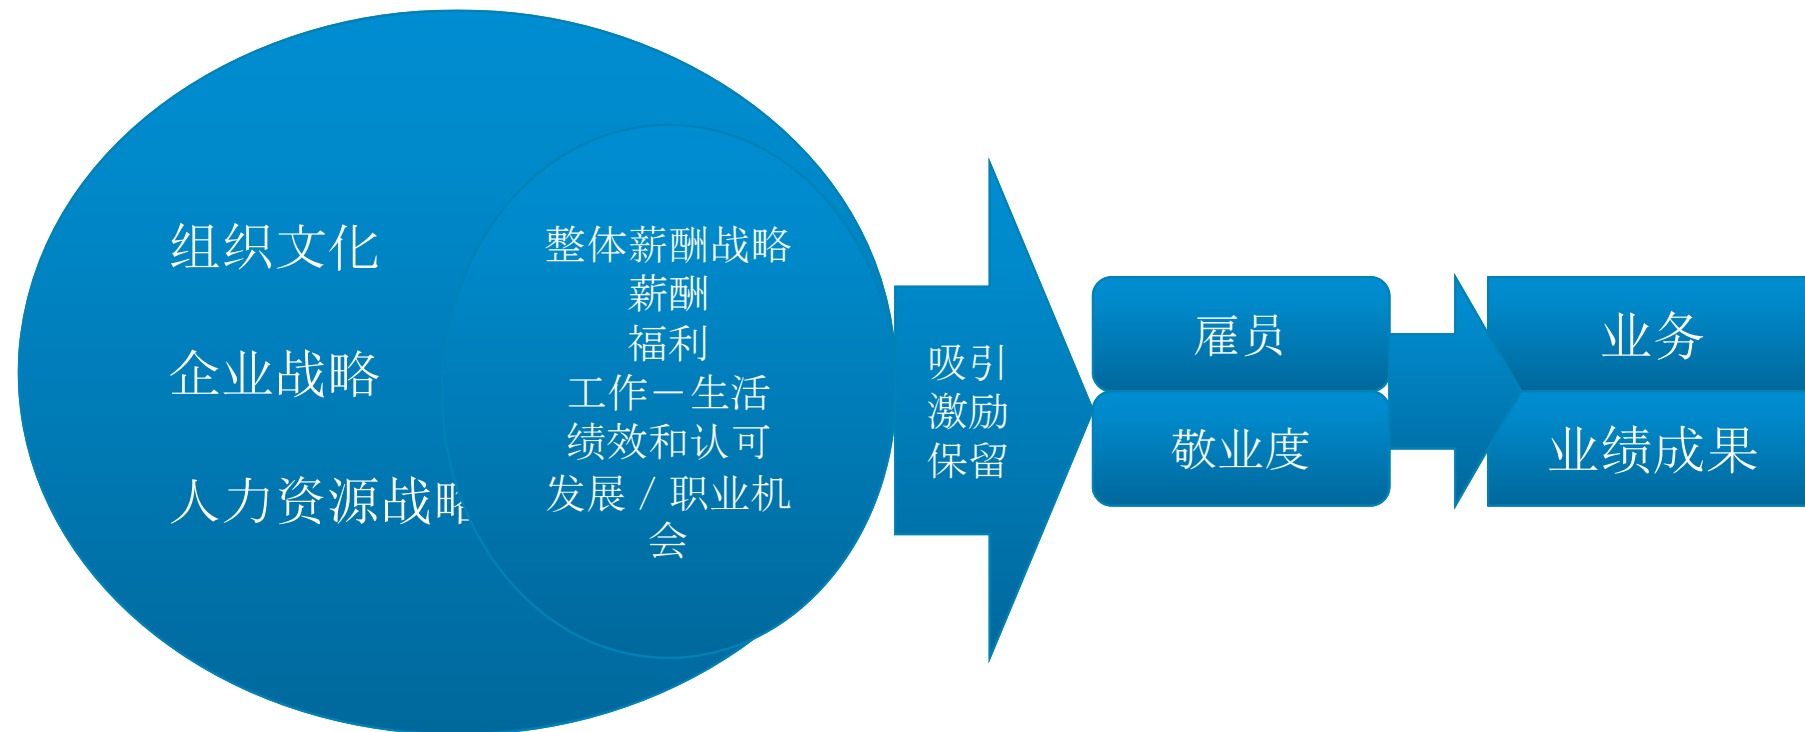 组织文化
企业战略
人力资源战略
整体薪酬战略
薪酬
福利
工作－生活
绩效和认可
发展／职业机
会
吸引
激励
保留
雇员
敬业度
业务
业绩成果